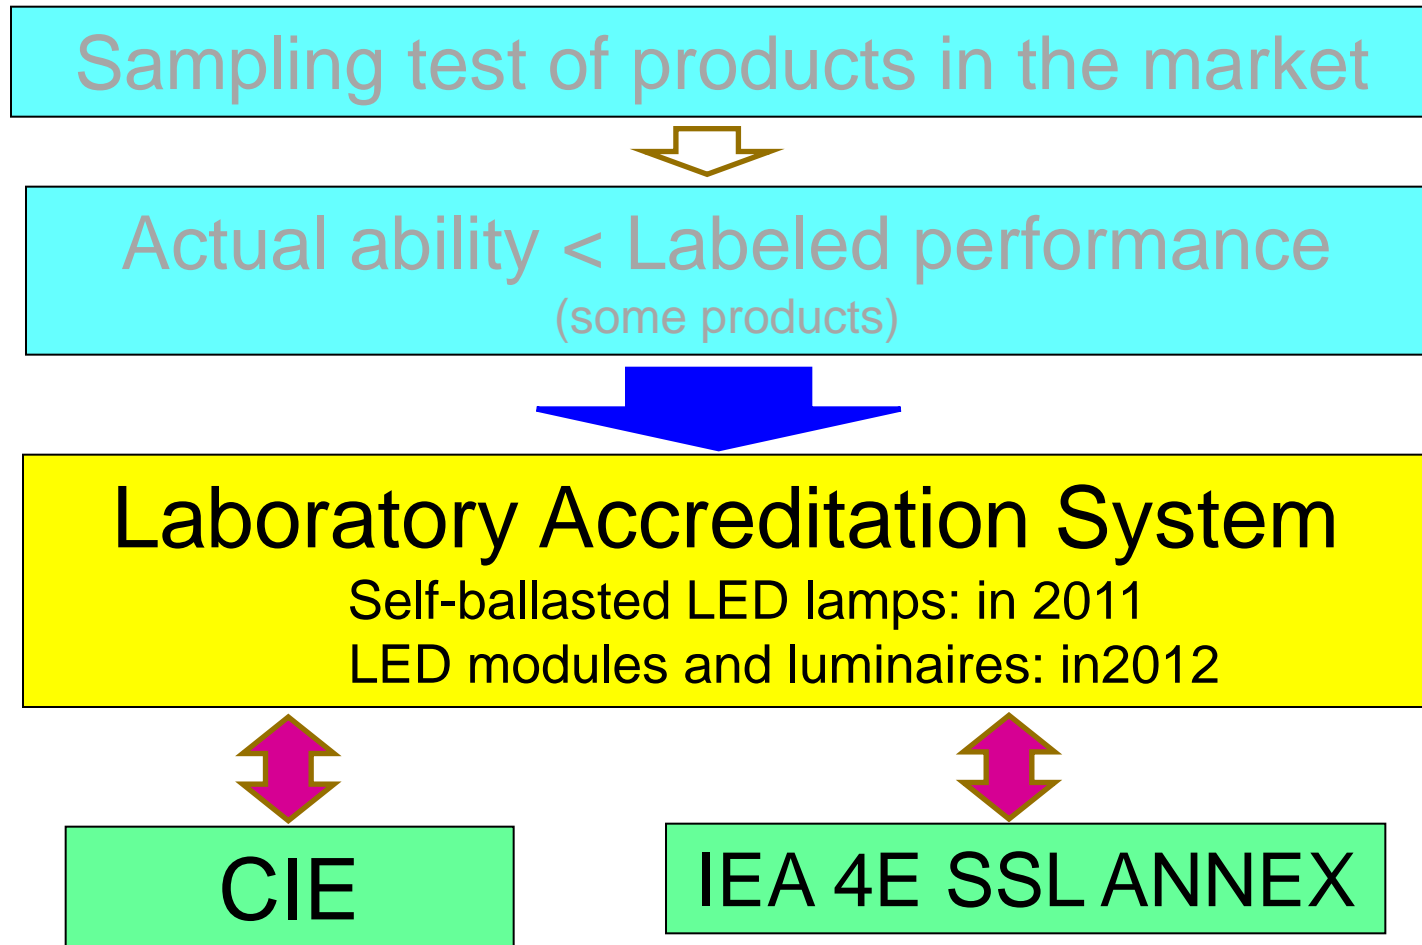 Sampling test of products in the market
Actual ability < Labeled performance
(some products)
Laboratory Accreditation System
Self-ballasted LED lamps: in 2011
LED modules and luminaires: in2012
CIE
IEA 4E SSL ANNEX